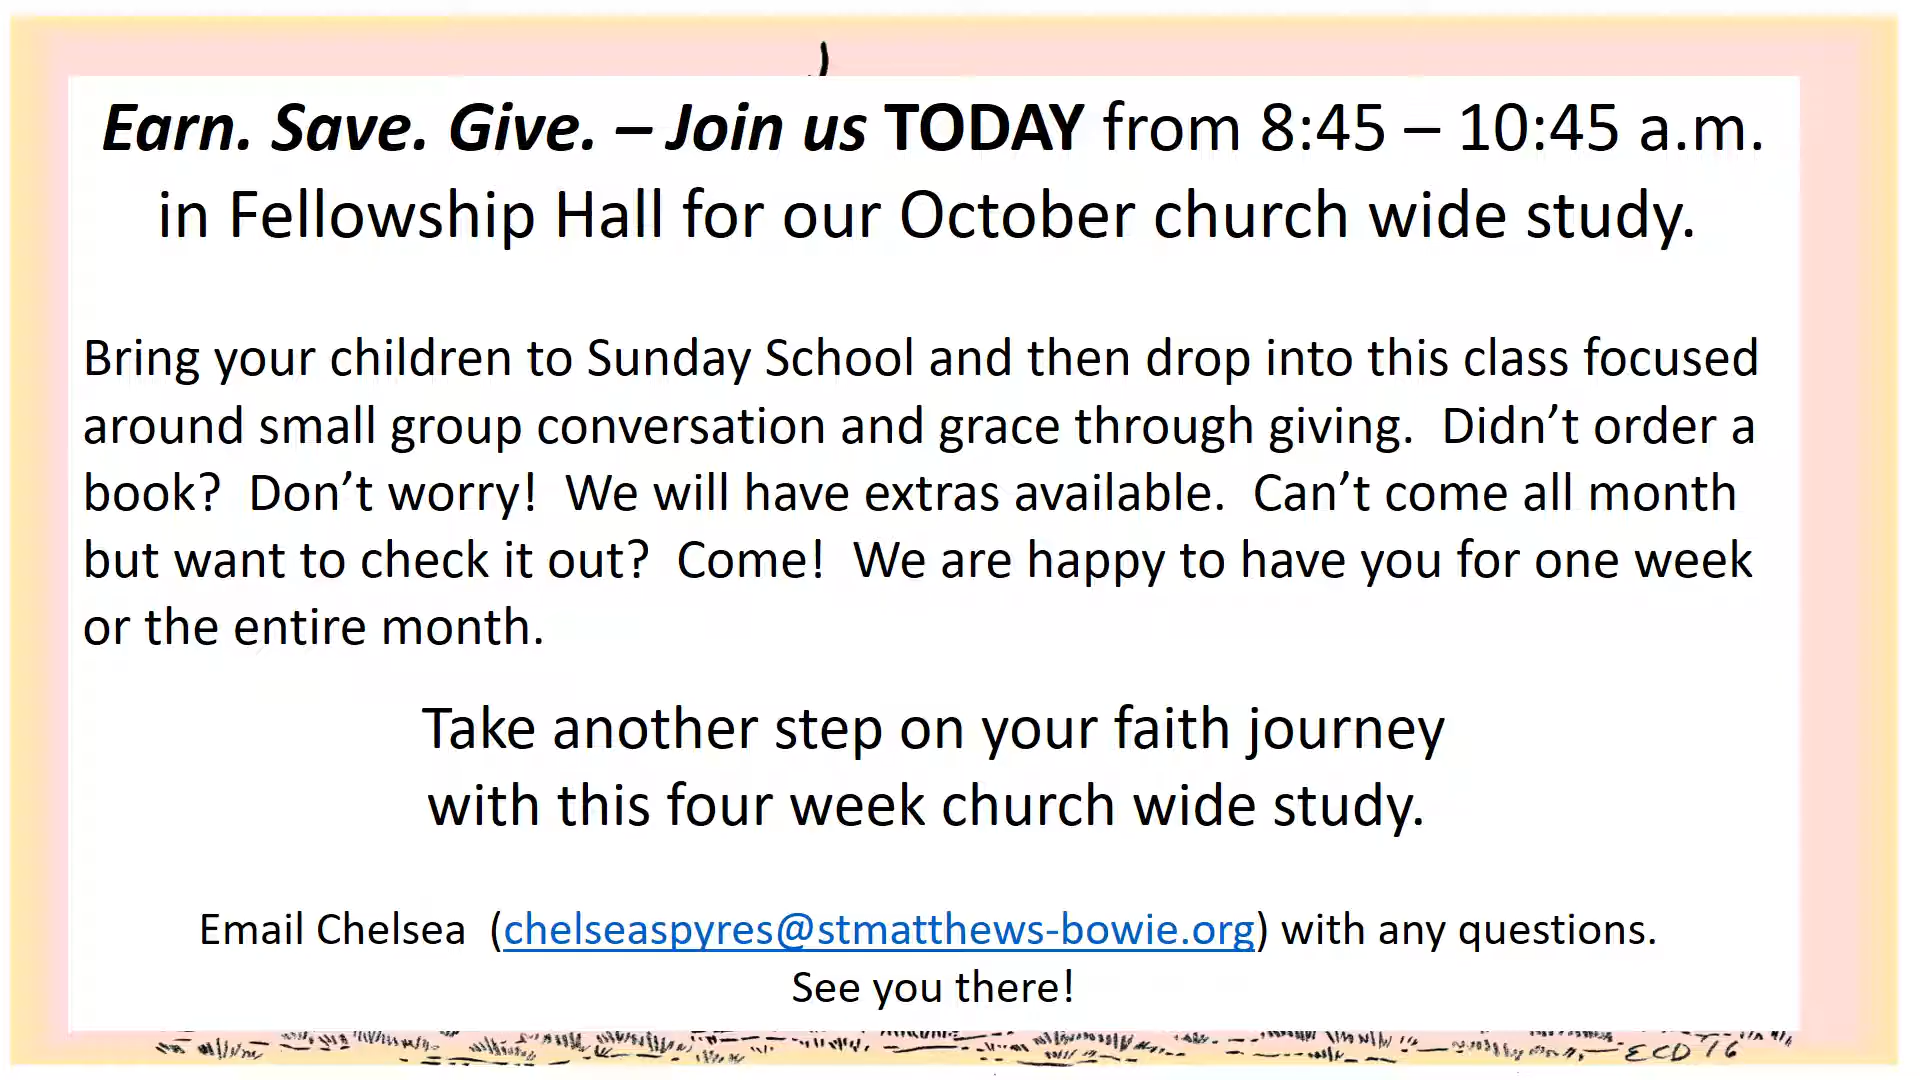 Earn. Save. Give. – Join us TODAY from 8:45 – 10:45 a.m.
in Fellowship Hall for our October church wide study.
Bring your children to Sunday School and then drop into this class focused
around small group conversation and grace through giving.  Didn’t order a
book?  Don’t worry!  We will have extras available.  Can’t come all month
but want to check it out?  Come!  We are happy to have you for one week
or the entire month.
Take another step on your faith journey
with this four week church wide study.
Email Chelsea  (chelseaspyres@stmatthews-bowie.org) with any questions.
See you there!
ECD 76